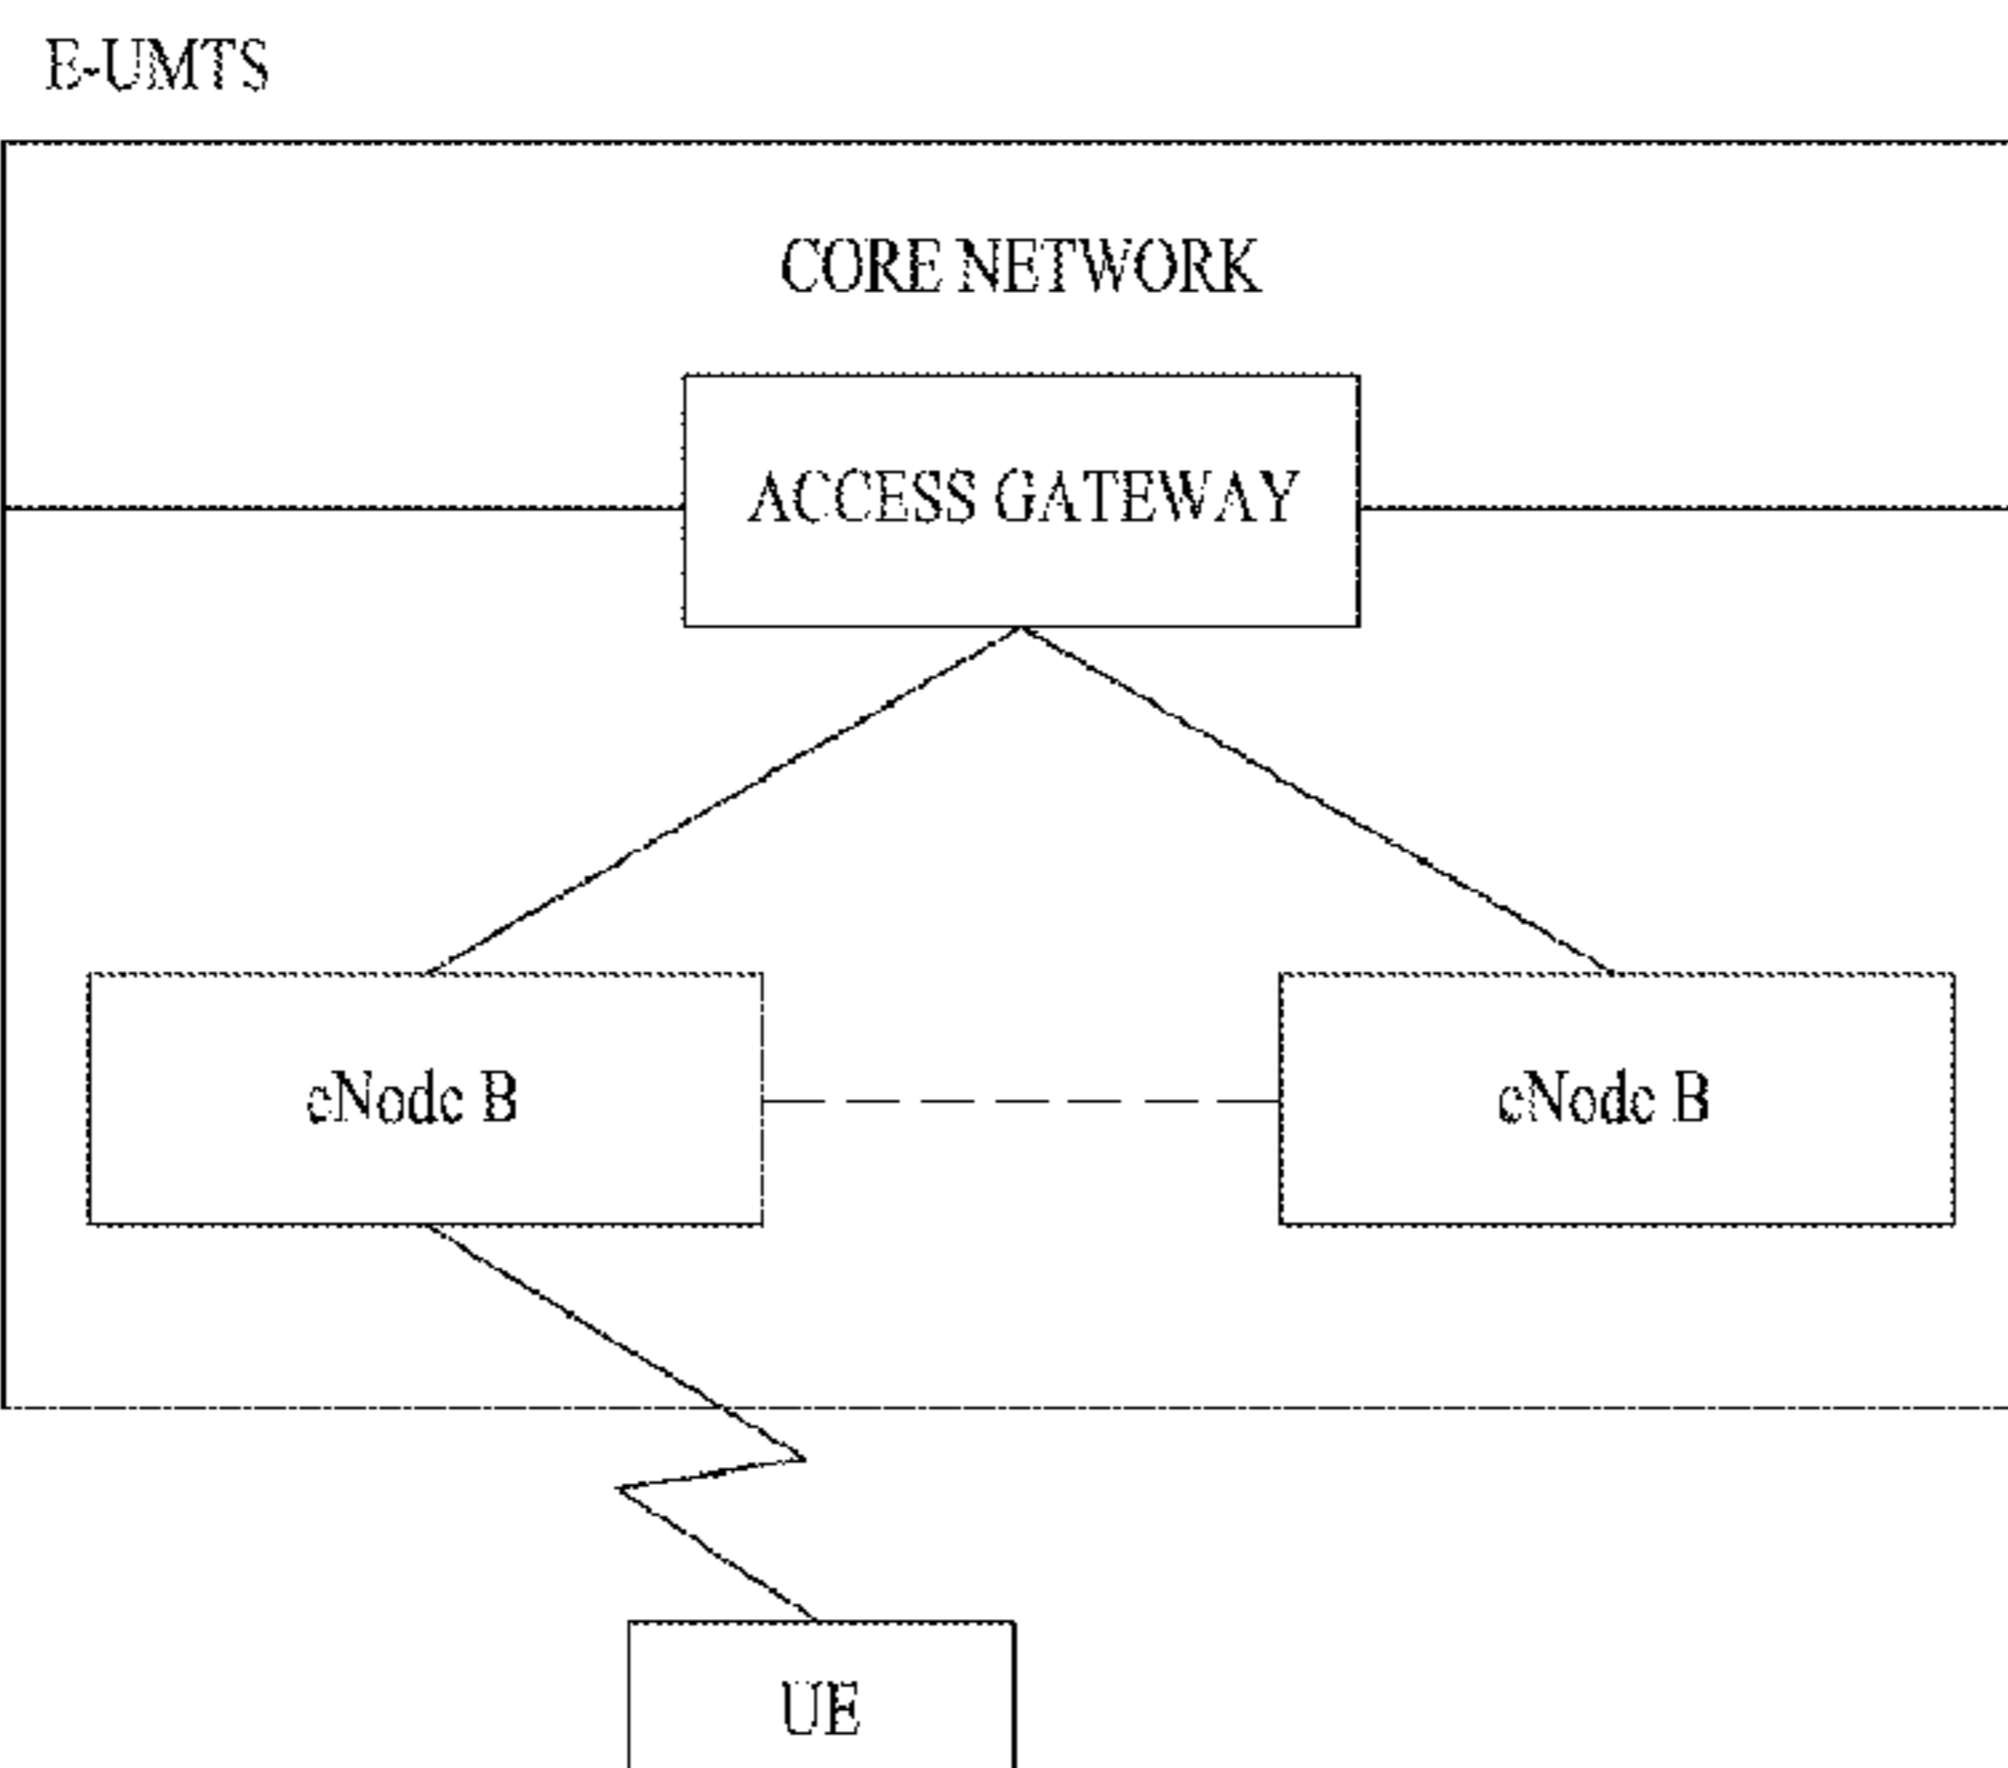 E-UMTS
CORE NETWORK
ACCESS GATEWAY
eNode B
eNode B
UE